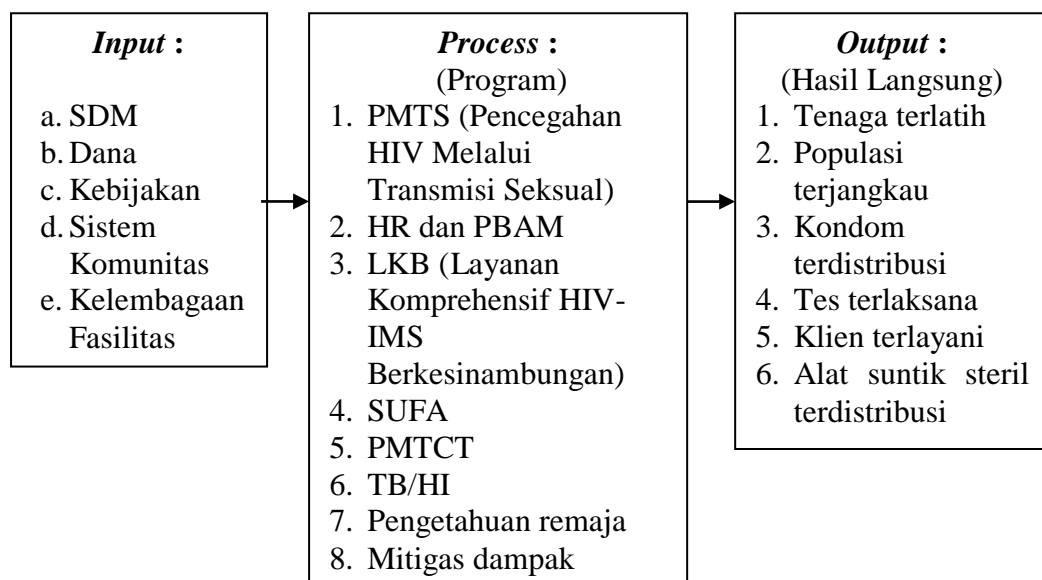 Input :
a. SDM
b. Dana
c. Kebijakan
d. Sistem
Komunitas
e. Kelembagaan
Fasilitas
Process :
(Program)
1. PMTS (Pencegahan
HIV Melalui
Transmisi Seksual)
2. HR dan PBAM
3. LKB (Layanan
Komprehensif HIV-
IMS
Berkesinambungan)
4. SUFA
5. PMTCT
6. TB/HI
7. Pengetahuan remaja
8. Mitigas dampak
Output :
(Hasil Langsung)
1. Tenaga terlatih
2. Populasi
terjangkau
3. Kondom
terdistribusi
4. Tes terlaksana
5. Klien terlayani
6. Alat suntik steril
terdistribusi